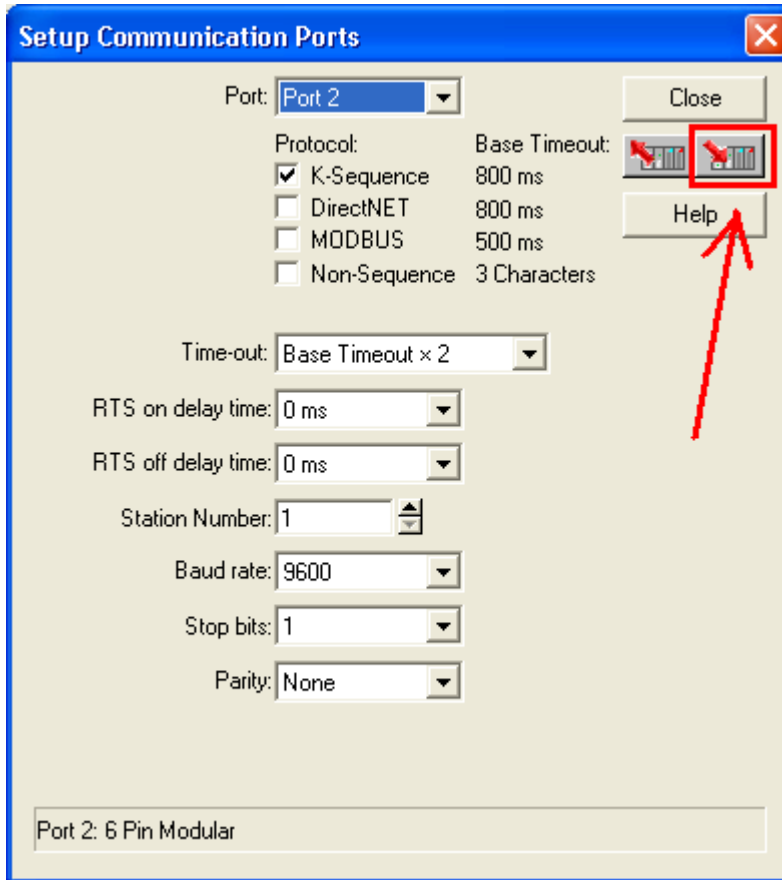 Setup Communication Ports
Port: Port 2
Close
Protocol: Base Timeout:
K-Sequence 800 ms
DirectNET 800 ms
Help
MODBUS 500 ms
Non-Sequence 3 Characters
Time-out: Base Timeout × 2
RTS on delay time: 0 ms
RTS off delay time: 0 ms
Station Number: 1
Baud rate: 9600
Stop bits: 1
Parity: None
Port 2: 6 Pin Modular